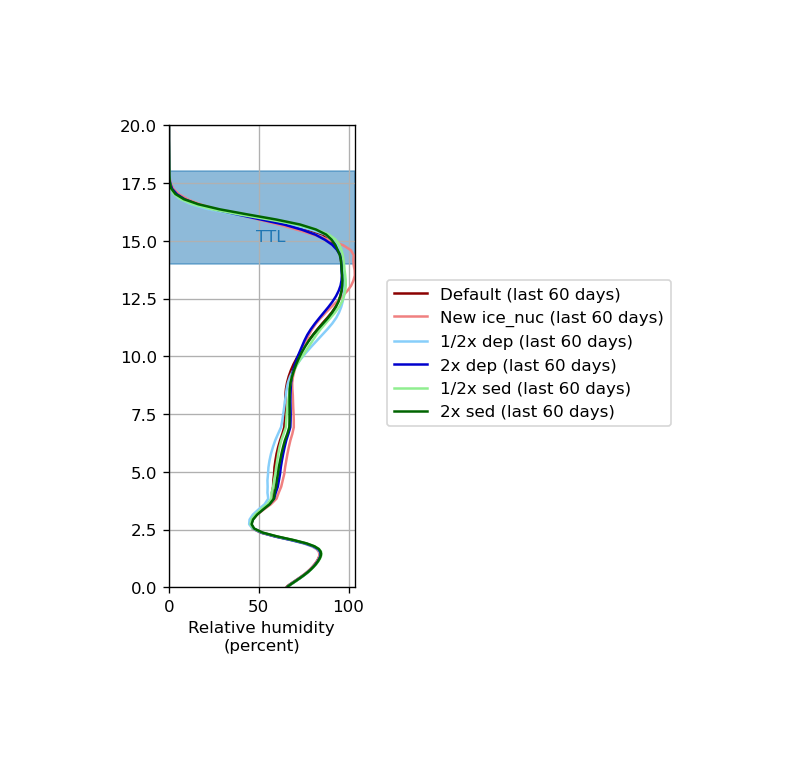 20.0
17.5
15.0
12.5
10.0
7.5
5.0
2.5
0.0
TTL
0 50 100
Relative humidity
(percent)
Default (last 60 days)
New ice_nuc (last 60 days)
1/2x dep (last 60 days)
2x dep (last 60 days)
1/2x sed (last 60 days)
2x sed (last 60 days)